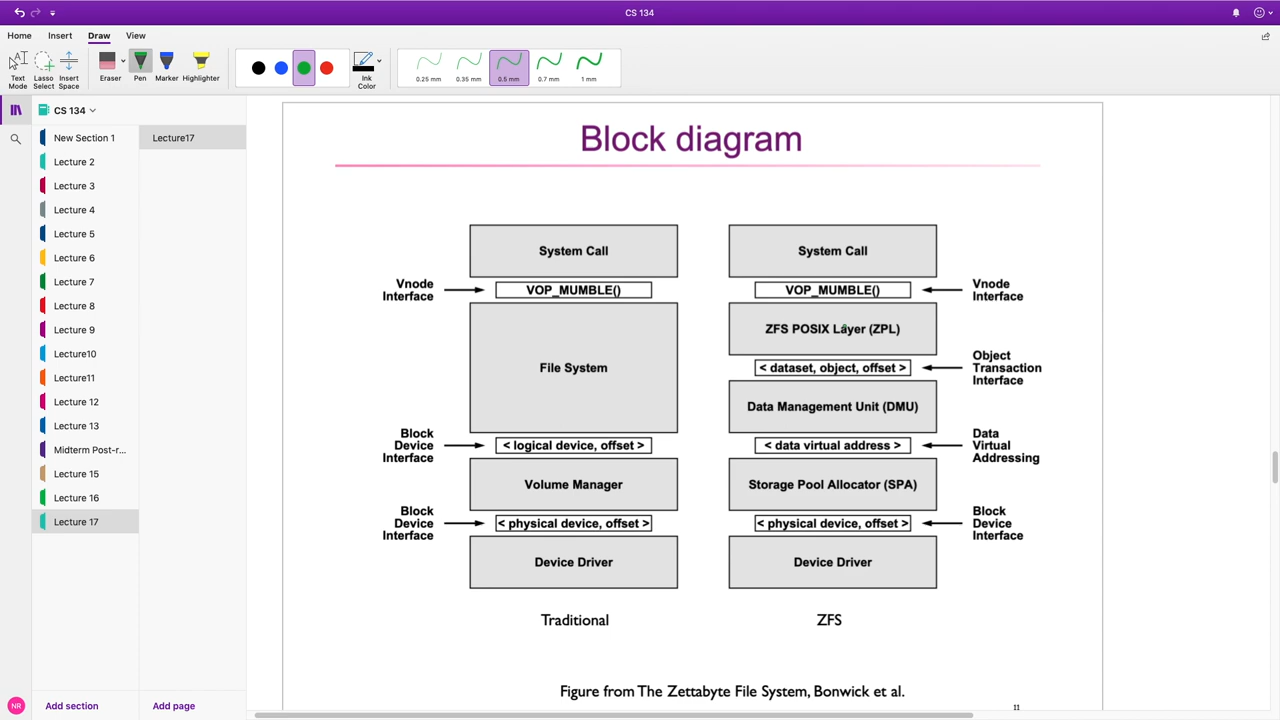 CS 134
Home
Insert
Draw
View
Text Mode
Lasso Select
Insert Space
Eraser
Pen
Marker
Highlighter
Ink Color
0.25 mm
0.35 mm
0.5 mm
0.7 mm
1 mm
CS 134
New Section 1
Lecture 2
Lecture 3
Lecture 4
Lecture 5
Lecture 6
Lecture 7
Lecture 8
Lecture 9
Lecture10
Lecture11
Lecture 12
Lecture 13
Midterm Post-r...
Lecture 15
Lecture 16
Lecture 17
Lecture17
NR
Add section
Add page
Block diagram
System Call
Vnode
Interface
VOP_MUMBLE()
File System
Block
Device
Interface
< logical device, offset >
Volume Manager
Block
Device
Interface
< physical device, offset >
Device Driver
Traditional
System Call
VOP_MUMBLE()
Vnode
Interface
ZFS POSIX Layer (ZPL)
< dataset, object, offset >
Object
Transaction
Interface
Data Management Unit (DMU)
< data virtual address >
Data
Virtual
Addressing
Storage Pool Allocator (SPA)
< physical device, offset >
Block
Device
Interface
Device Driver
ZFS
Figure from The Zettabyte File System, Bonwick et al.
11